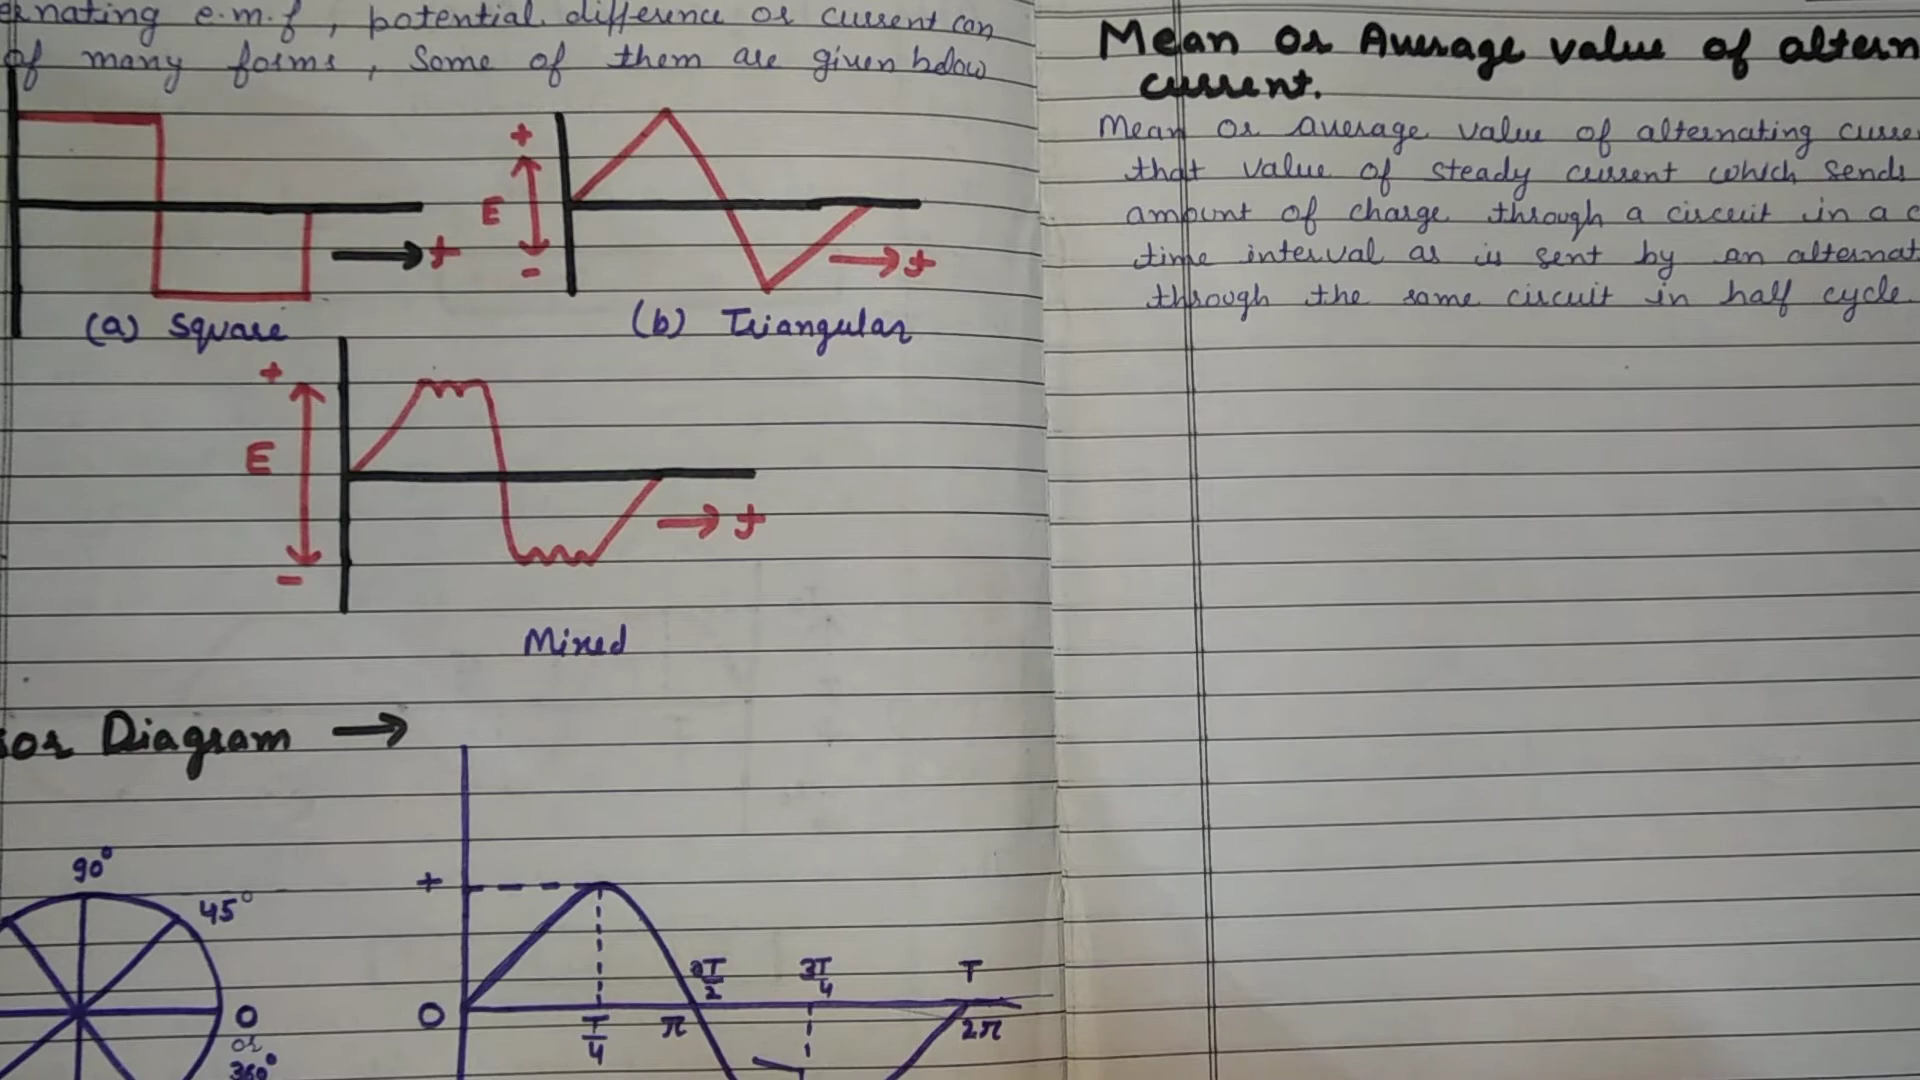 rnating e.m.f, potential difference or current can
of many forms, Some of them are given below
+
E
-
t
t
(a) Square
(b) Triangular
+
E
-
t
Mixed
sor Diagram →
90°
45°
0
or
360°
+
0
T/4
π
2T/2
3T/4
T
2π
Mean or Average value of altern
current.
Mean or average value of alternating curre
that value of steady current which sends
amount of charge through a circuit in a c
time interval as is sent by an alternat
through the same circuit in half cycle.